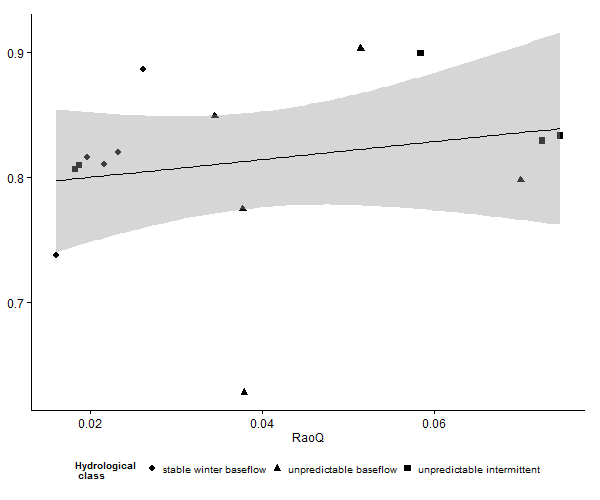 0.9
0.8
0.7
0.02 0.04 0.06
RaoQ
Hydrological
class
stable winter baseflow unpredictable baseflow unpredictable intermittent